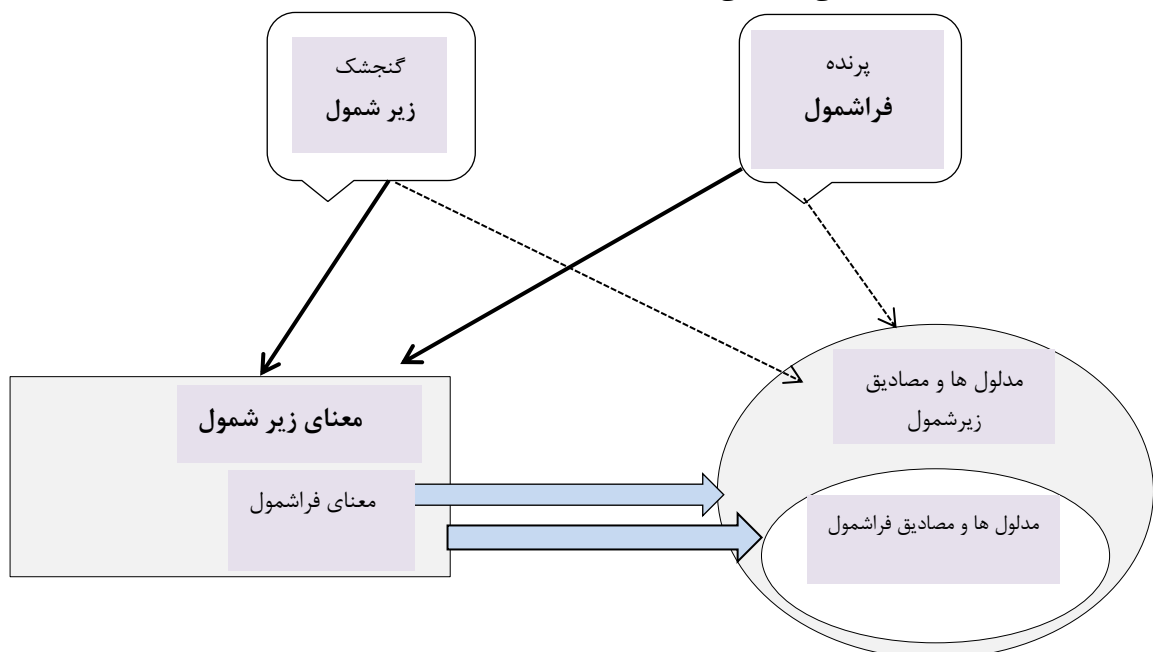 پرنده
فراشمول
گنجشک
زیر شمول
مدلول ها و مصادیق
زیرشمول
معنای زیر شمول
معنای فراشمول
مدلول ها و مصادیق فراشمول